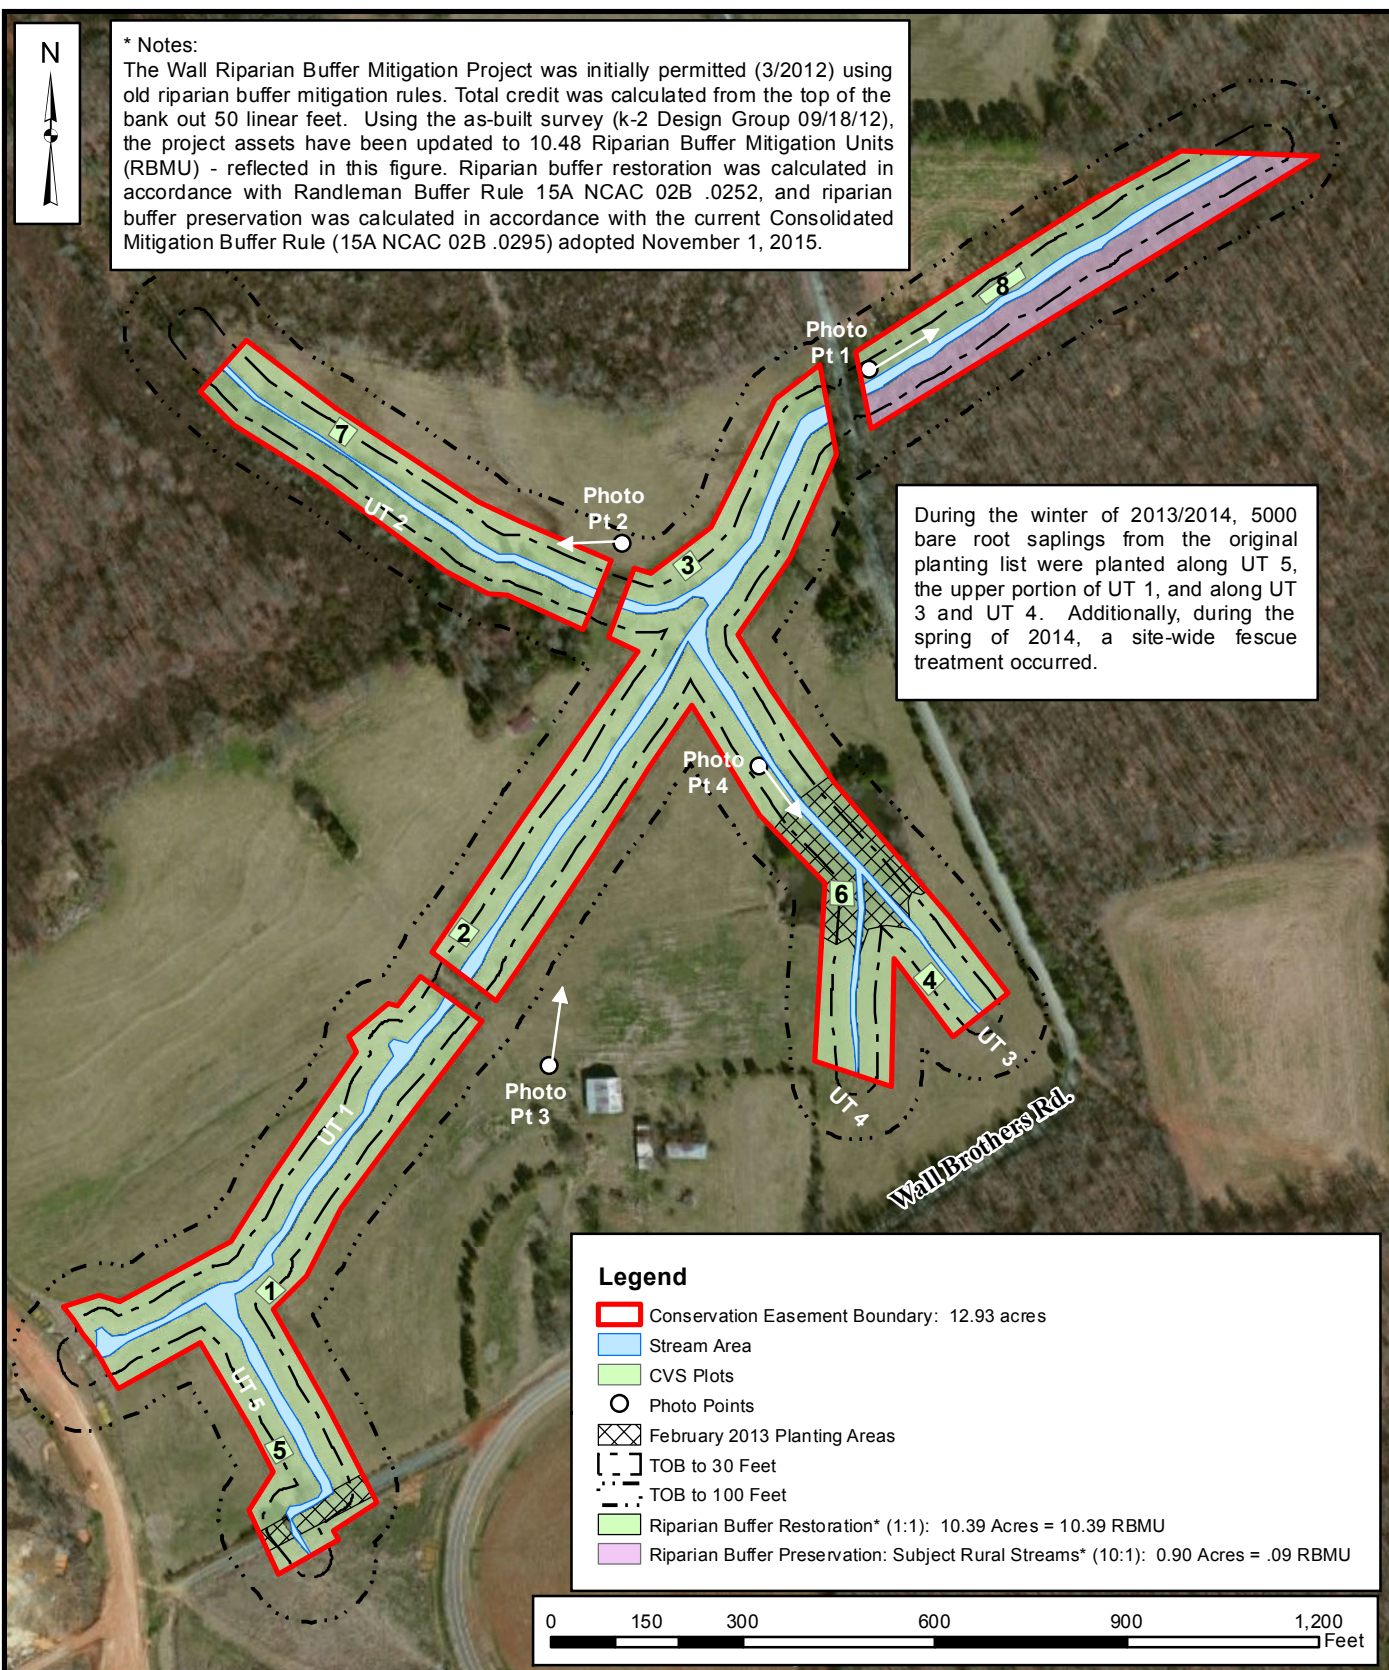 N
* Notes:
The Wall Riparian Buffer Mitigation Project was initially permitted (3/2012) using
old riparian buffer mitigation rules. Total credit was calculated from the top of the
bank out 50 linear feet. Using the as-built survey (k-2 Design Group 09/18/12),
the project assets have been updated to 10.48 Riparian Buffer Mitigation Units
(RBMU) - reflected in this figure. Riparian buffer restoration was calculated in
accordance with Randleman Buffer Rule 15A NCAC 02B .0252, and riparian
buffer preservation was calculated in accordance with the current Consolidated
Mitigation Buffer Rule (15A NCAC 02B .0295) adopted November 1, 2015.
8
Photo
Pt 1
7
UT 2
Photo
Pt 2
3
During the winter of 2013/2014, 5000
bare root saplings from the original
planting list were planted along UT 5,
the upper portion of UT 1, and along UT
3 and UT 4. Additionally, during the
spring of 2014, a site-wide fescue
treatment occurred.
Photo
Pt 4
6
2
4
UT 3
Photo
Pt 3
UT 4
UT 1
Wall Brothers Rd.
1
UT 5
5
Legend
Conservation Easement Boundary: 12.93 acres
Stream Area
CVS Plots
Photo Points
February 2013 Planting Areas
TOB to 30 Feet
TOB to 100 Feet
Riparian Buffer Restoration* (1:1): 10.39 Acres = 10.39 RBMU
Riparian Buffer Preservation: Subject Rural Streams* (10:1): 0.90 Acres = .09 RBMU
0 150 300 600 900 1,200
Feet